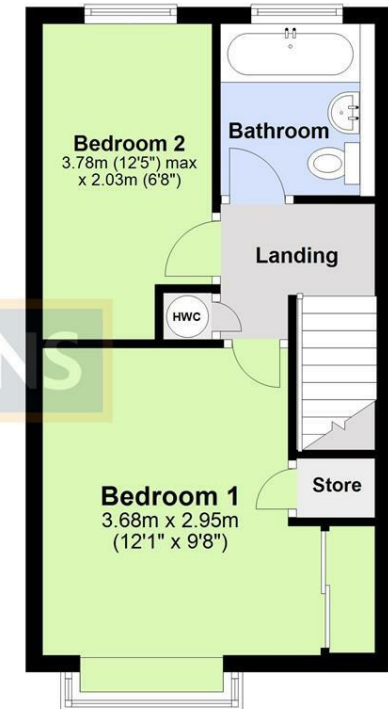 Bedroom 2
3.78m (12'5") max
x 2.03m (6'8")
Bathroom
Landing
HWC
NS
Bedroom 1
3.68m x 2.95m
(12'1" x 9'8")
Store